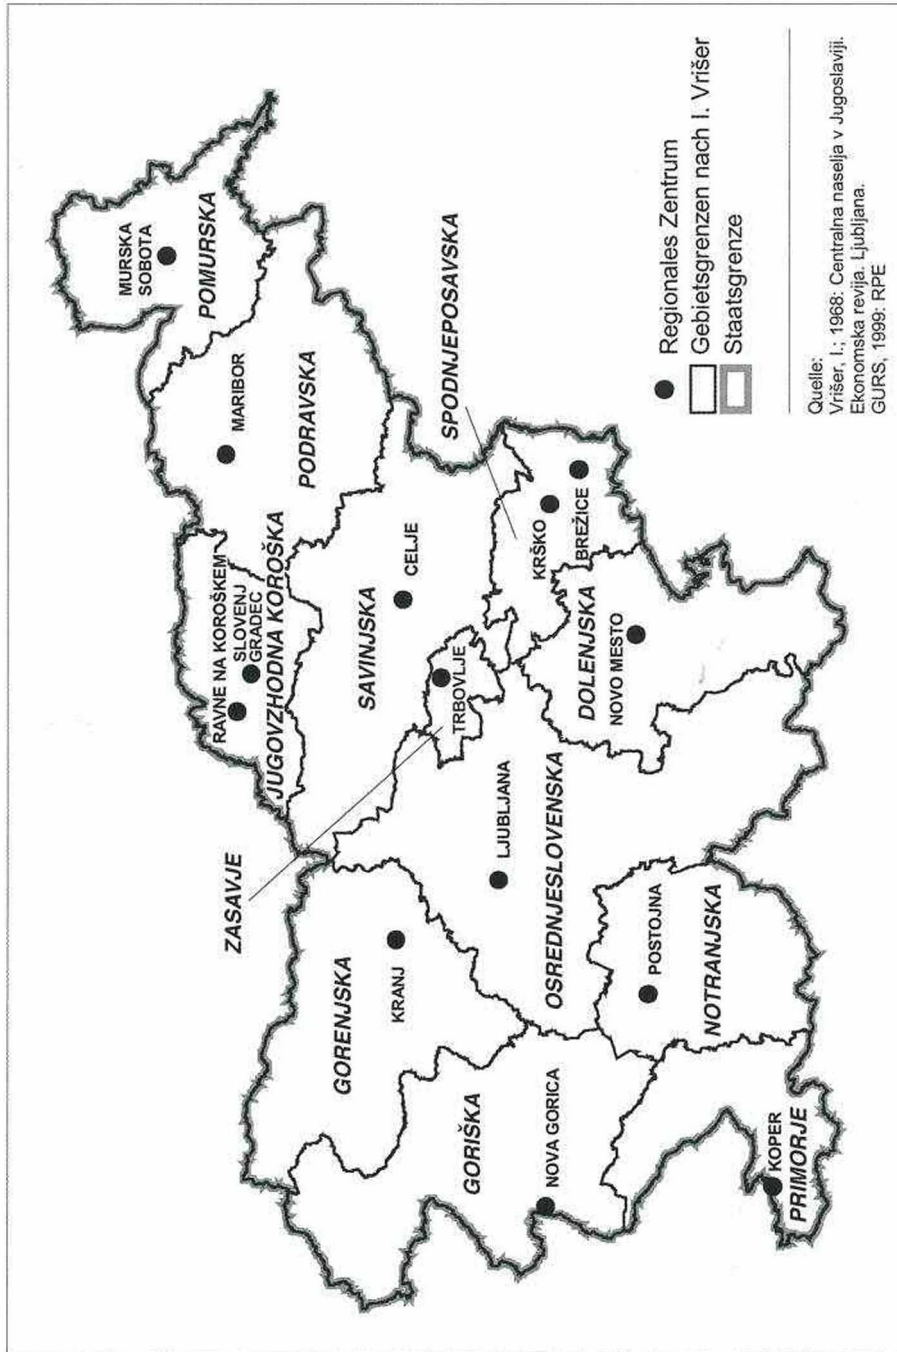 MURSKA
SOBOTA
POMURSKA
MARIBOR
PODRAVSKA
RAVNE NA KOROŠKEM
SLOVENJ
GRADEC
JUGOVZHODNA KOROŠKA
SAVINJSKA
CELJE
SPODNJEPOSAVSKA
KRŠKO
BREŽICE
ZASAVJE
TRBOVLJE
DOLENJSKA
NOVO MESTO
GORENJSKA
KRANJ
LJUBLJANA
OSREDNJESLOVENSKA
GORIŠKA
NOVA GORICA
POSTOJNA
NOTRANJSKA
KOPER
PRIMORJE
Regionales Zentrum
Gebietsgrenzen nach I. Vrišer
Staatsgrenze
Quelle:
Vrišer, I.; 1968: Centralna naselja v Jugoslaviji.
Ekonomska revija. Ljubljana.
GURS, 1999: RPE